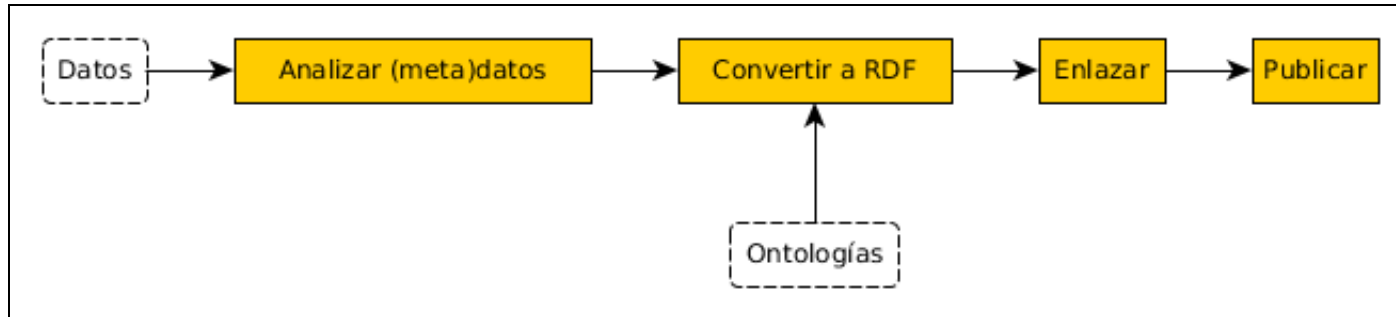 Datos
Analizar (meta)datos
Convertir a RDF
Enlazar
Publicar
Ontologías